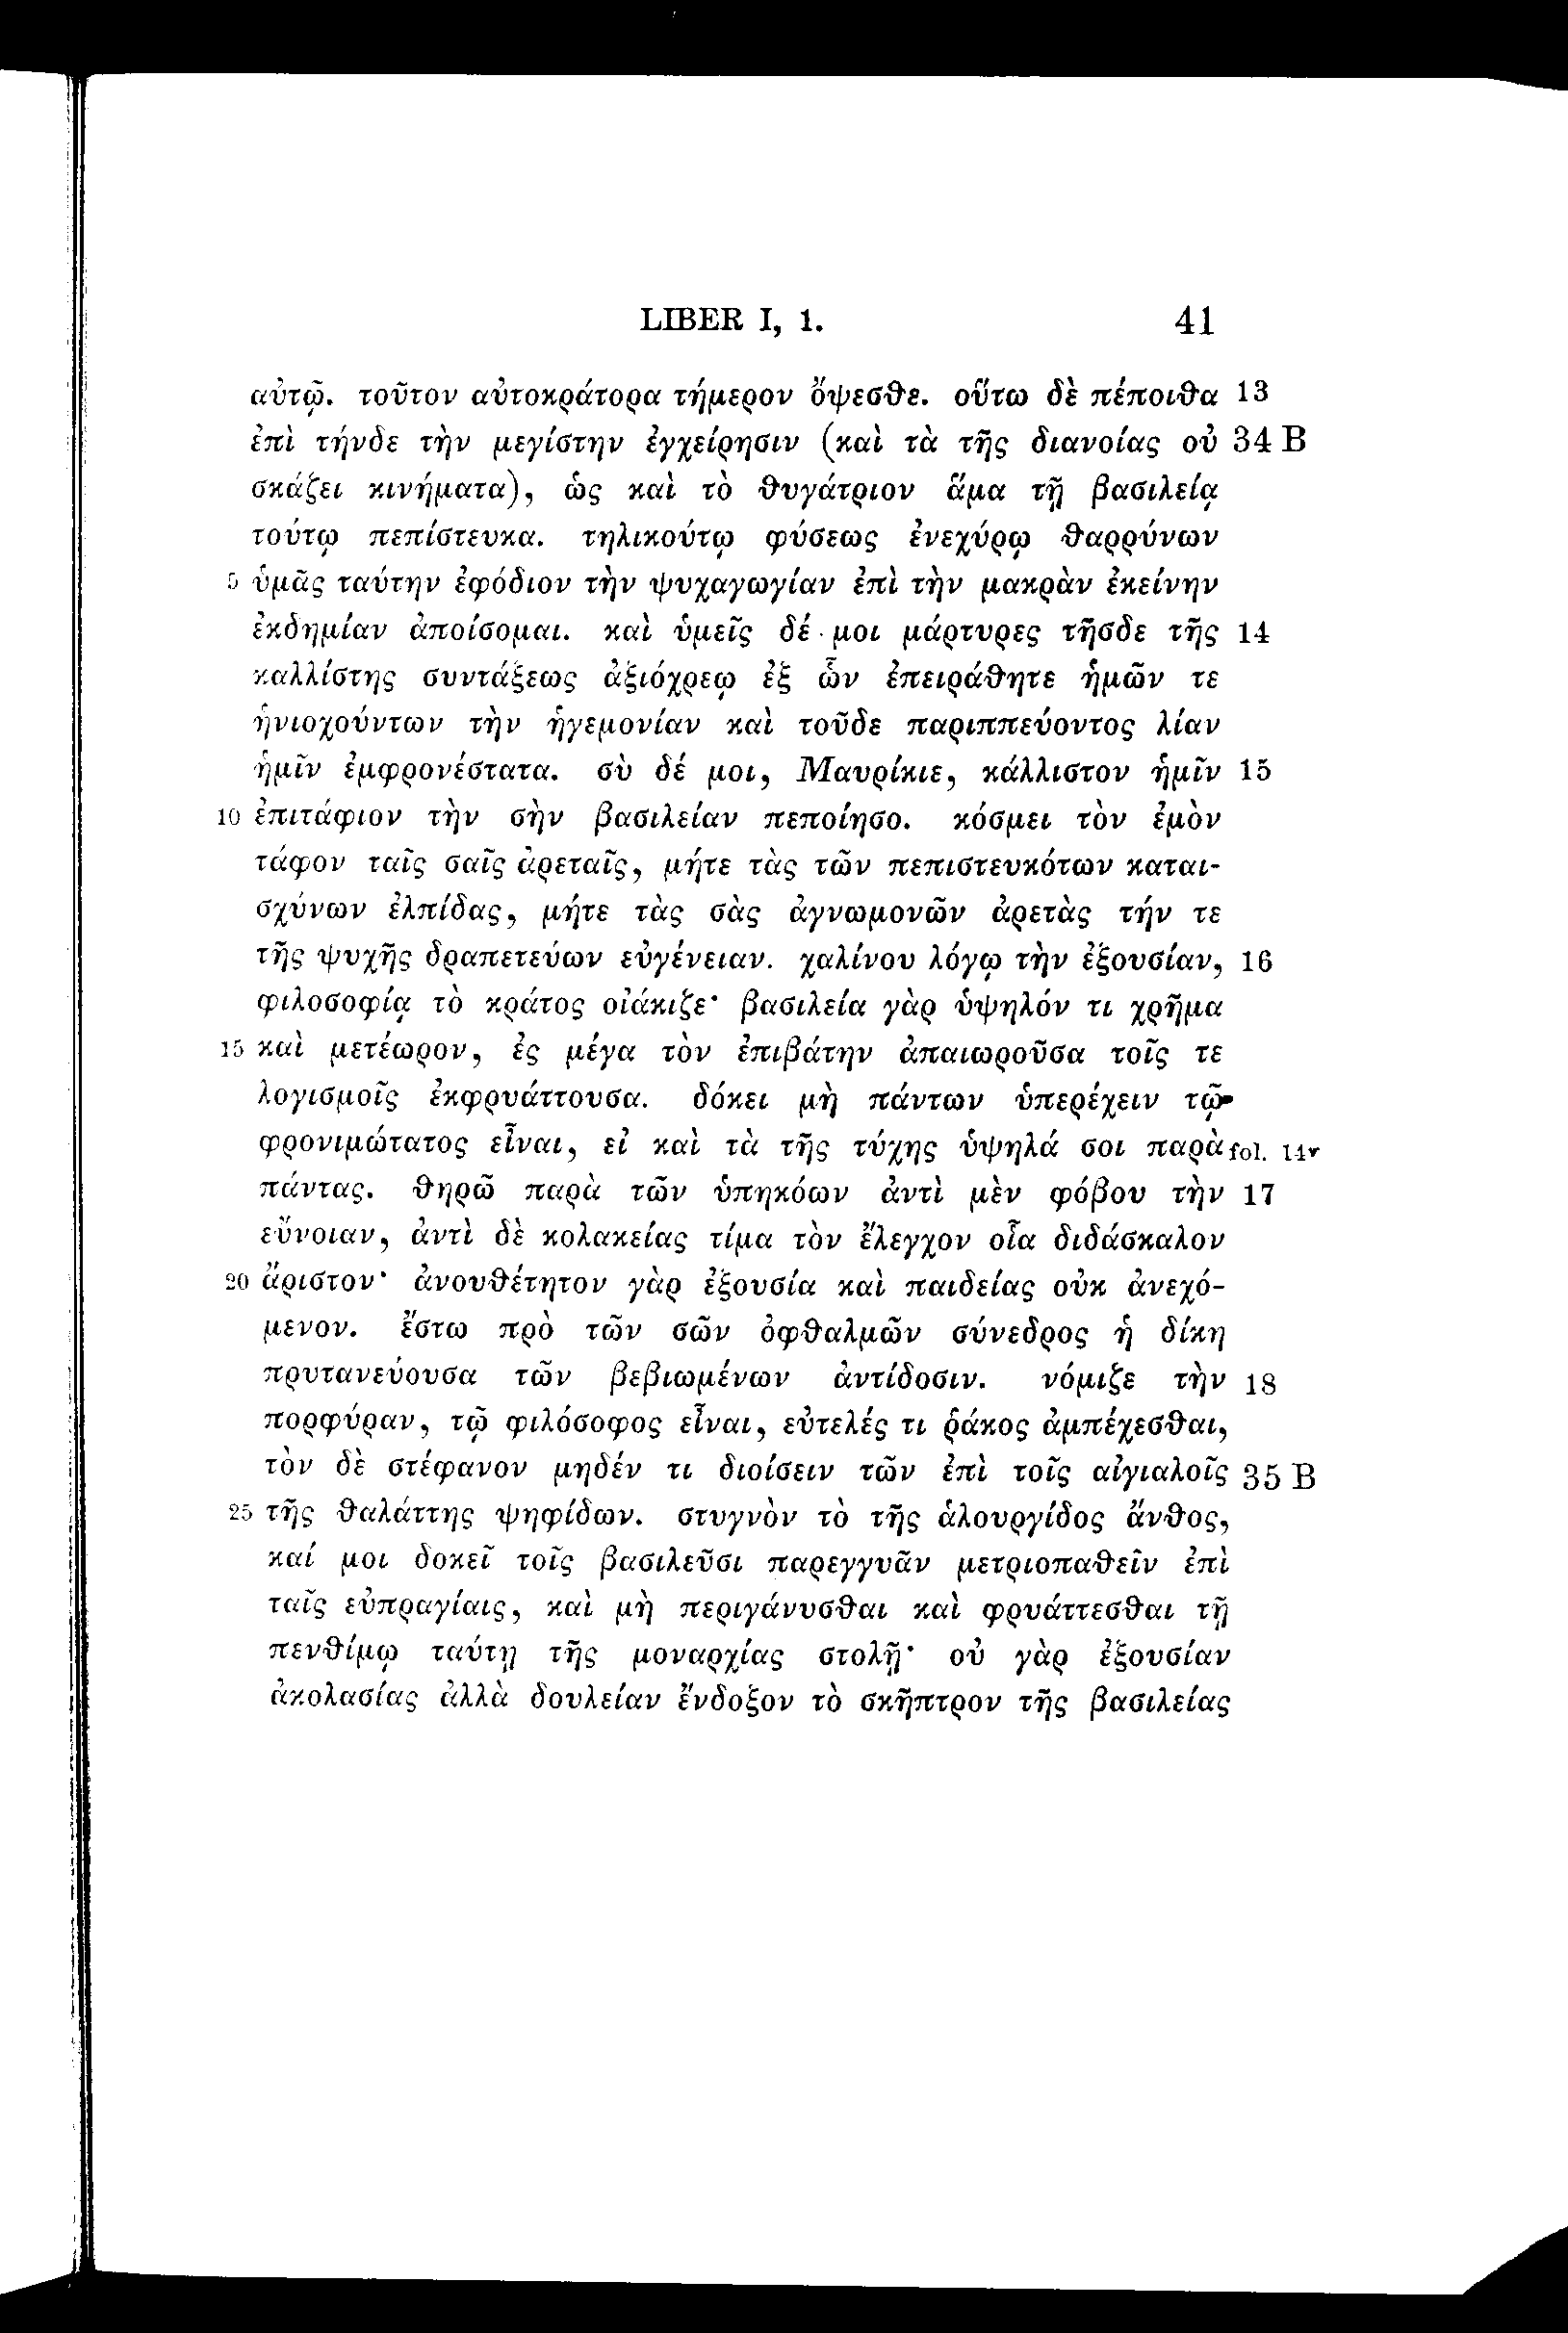 LIBER I, 1. 41
αὐτῷ. τοῦτον αὐτοκράτορα τήμερον ὄψεσθε. οὕτω δὲ πέποιθα 13
ἐπὶ τήνδε τὴν μεγίστην ἐγχείρησιν (καὶ τὰ τῆς διανοίας οὐ 34 B
σκάζει κινήματα), ὡς καὶ τὸ θυγάτριον ἅμα τῇ βασιλείᾳ
τούτῳ πεπίστευκα. τηλικούτῳ φύσεως ἐνεχύρῳ θαρρύνων
5 ὑμᾶς ταύτην ἐφόδιον τὴν ψυχαγωγίαν ἐπὶ τὴν μακρὰν ἐκείνην
ἐκδημίαν ἀποίσομαι. καὶ ὑμεῖς δέ μοι μάρτυρες τῆσδε τῆς 14
καλλίστης συντάξεως ἀξιόχρεῳ ἐξ ὧν ἐπειράθητε ἡμῶν τε
ἡνιοχούντων τὴν ἡγεμονίαν καὶ τοῦδε παριππεύοντος λίαν
ἡμῖν ἐμφρονέστατα. σὺ δέ μοι, Μαυρίκιε, κάλλιστον ἡμῖν 15
10 ἐπιτάφιον τὴν σὴν βασιλείαν πεποίησο. κόσμει τὸν ἐμὸν
τάφον ταῖς σαῖς ἀρεταῖς, μήτε τὰς τῶν πεπιστευκότων καται-
σχύνων ἐλπίδας, μήτε τὰς σὰς ἀγνωμονῶν ἀρετὰς τήν τε
τῆς ψυχῆς δραπετεύων εὐγένειαν. χαλίνου λόγῳ τὴν ἐξουσίαν, 16
φιλοσοφίᾳ τὸ κράτος οἰάκιζε· βασιλεία γὰρ ὑψηλόν τι χρῆμα
15 καὶ μετέωρον, ἐς μέγα τὸν ἐπιβάτην ἀπαιωροῦσα τοῖς τε
λογισμοῖς ἐκφρυάττουσα. δόκει μὴ πάντων ὑπερέχειν τῷ
φρονιμώτατος εἶναι, εἰ καὶ τὰ τῆς τύχης ὑψηλά σοι παρὰ fol. 14r
πάντας. θηρῶ παρὰ τῶν ὑπηκόων ἀντὶ μὲν φόβου τὴν 17
εὔνοιαν, ἀντὶ δὲ κολακείας τίμα τὸν ἔλεγχον οἷα διδάσκαλον
20 ἄριστον· ἀνουθέτητον γὰρ ἐξουσία καὶ παιδείας οὐκ ἀνεχό-
μενον. ἔστω πρὸ τῶν σῶν ὀφθαλμῶν σύνεδρος ἡ δίκη
πρυτανεύουσα τῶν βεβιωμένων ἀντίδοσιν. νόμιζε τὴν 18
πορφύραν, τῷ φιλόσοφος εἶναι, εὐτελές τι ῥάκος ἀμπέχεσθαι,
τὸν δὲ στέφανον μηδέν τι διοίσειν τῶν ἐπὶ τοῖς αἰγιαλοῖς 35 B
25 τῆς θαλάττης ψηφίδων. στυγνὸν τὸ τῆς ἁλουργίδος ἄνθος,
καί μοι δοκεῖ τοῖς βασιλεῦσι παρεγγυᾶν μετριοπαθεῖν ἐπὶ
ταῖς εὐπραγίαις, καὶ μὴ περιγάνυσθαι καὶ φρυάττεσθαι τῇ
πενθίμῳ ταύτῃ τῆς μοναρχίας στολῇ· οὐ γὰρ ἐξουσίαν
ἀκολασίας ἀλλὰ δουλείαν ἔνδοξον τὸ σκῆπτρον τῆς βασιλείας